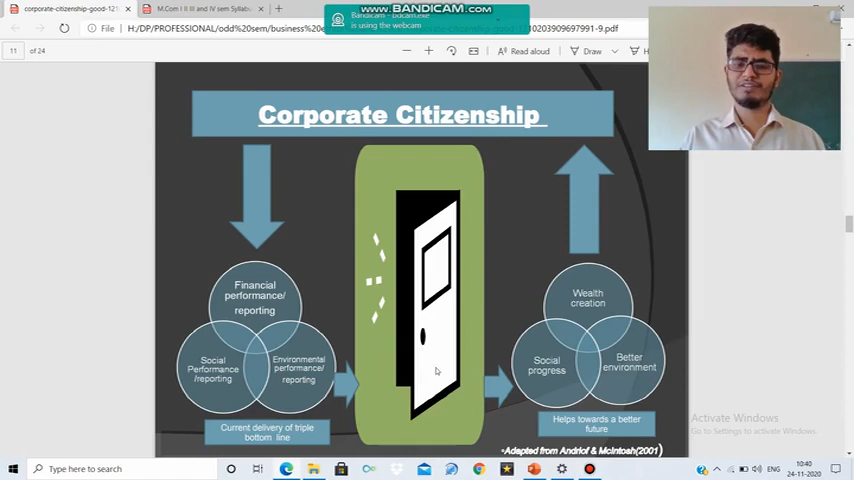 corporate-citizenship-good-121
M.Com I II III and IV sem Syllabu
www.BANDICAM.com
Bandicam - bdcam.exe
is using the webcam
H:/DP/PROFESSIONAL/odd%20sem/business%20e
10203909697991-9.pdf
11 of 24
Read aloud
Draw
H
Corporate Citizenship
Financial
performance/
reporting
Social
Performance
/reporting
Environmental
performance/
reporting
Current delivery of triple
bottom line
Wealth
creation
Social
progress
Better
environment
Helps towards a better
future
Adapted from Andriof & McIntosh(2001)
Activate Windows
Go to Settings to activate Windows.
Type here to search
ENG
10:40
24-11-2020